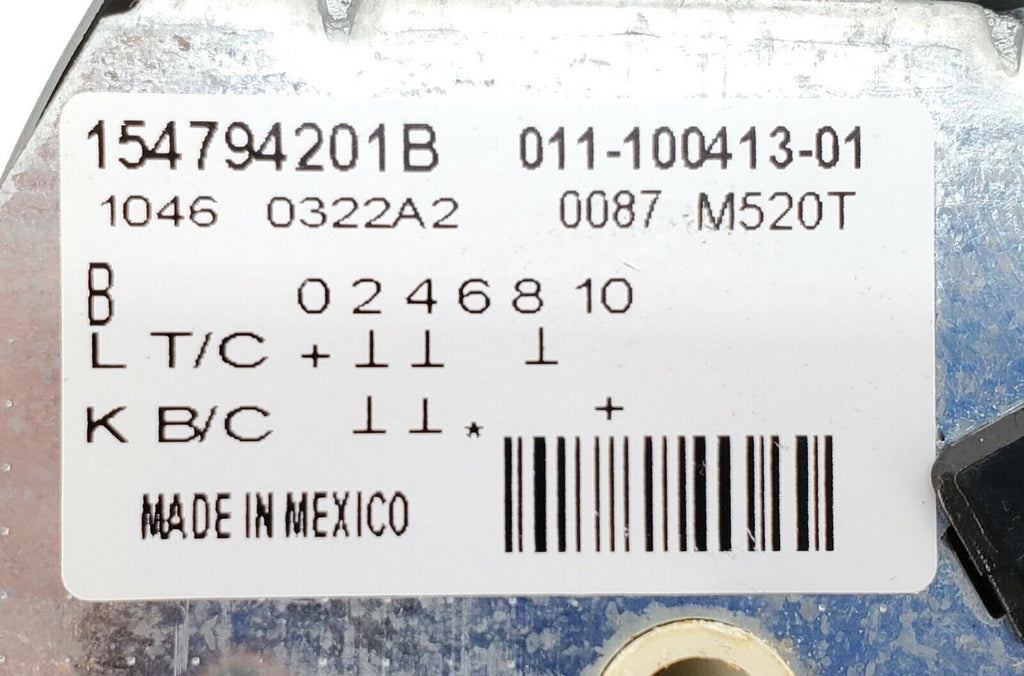 154794201B 011-100413-01
1046 0322A2 0087 M520T
B 0 2 4 6 8 10
L T/C + ⊥ ⊥ ⊥
K B/C ⊥ ⊥ * +
MADE IN MEXICO